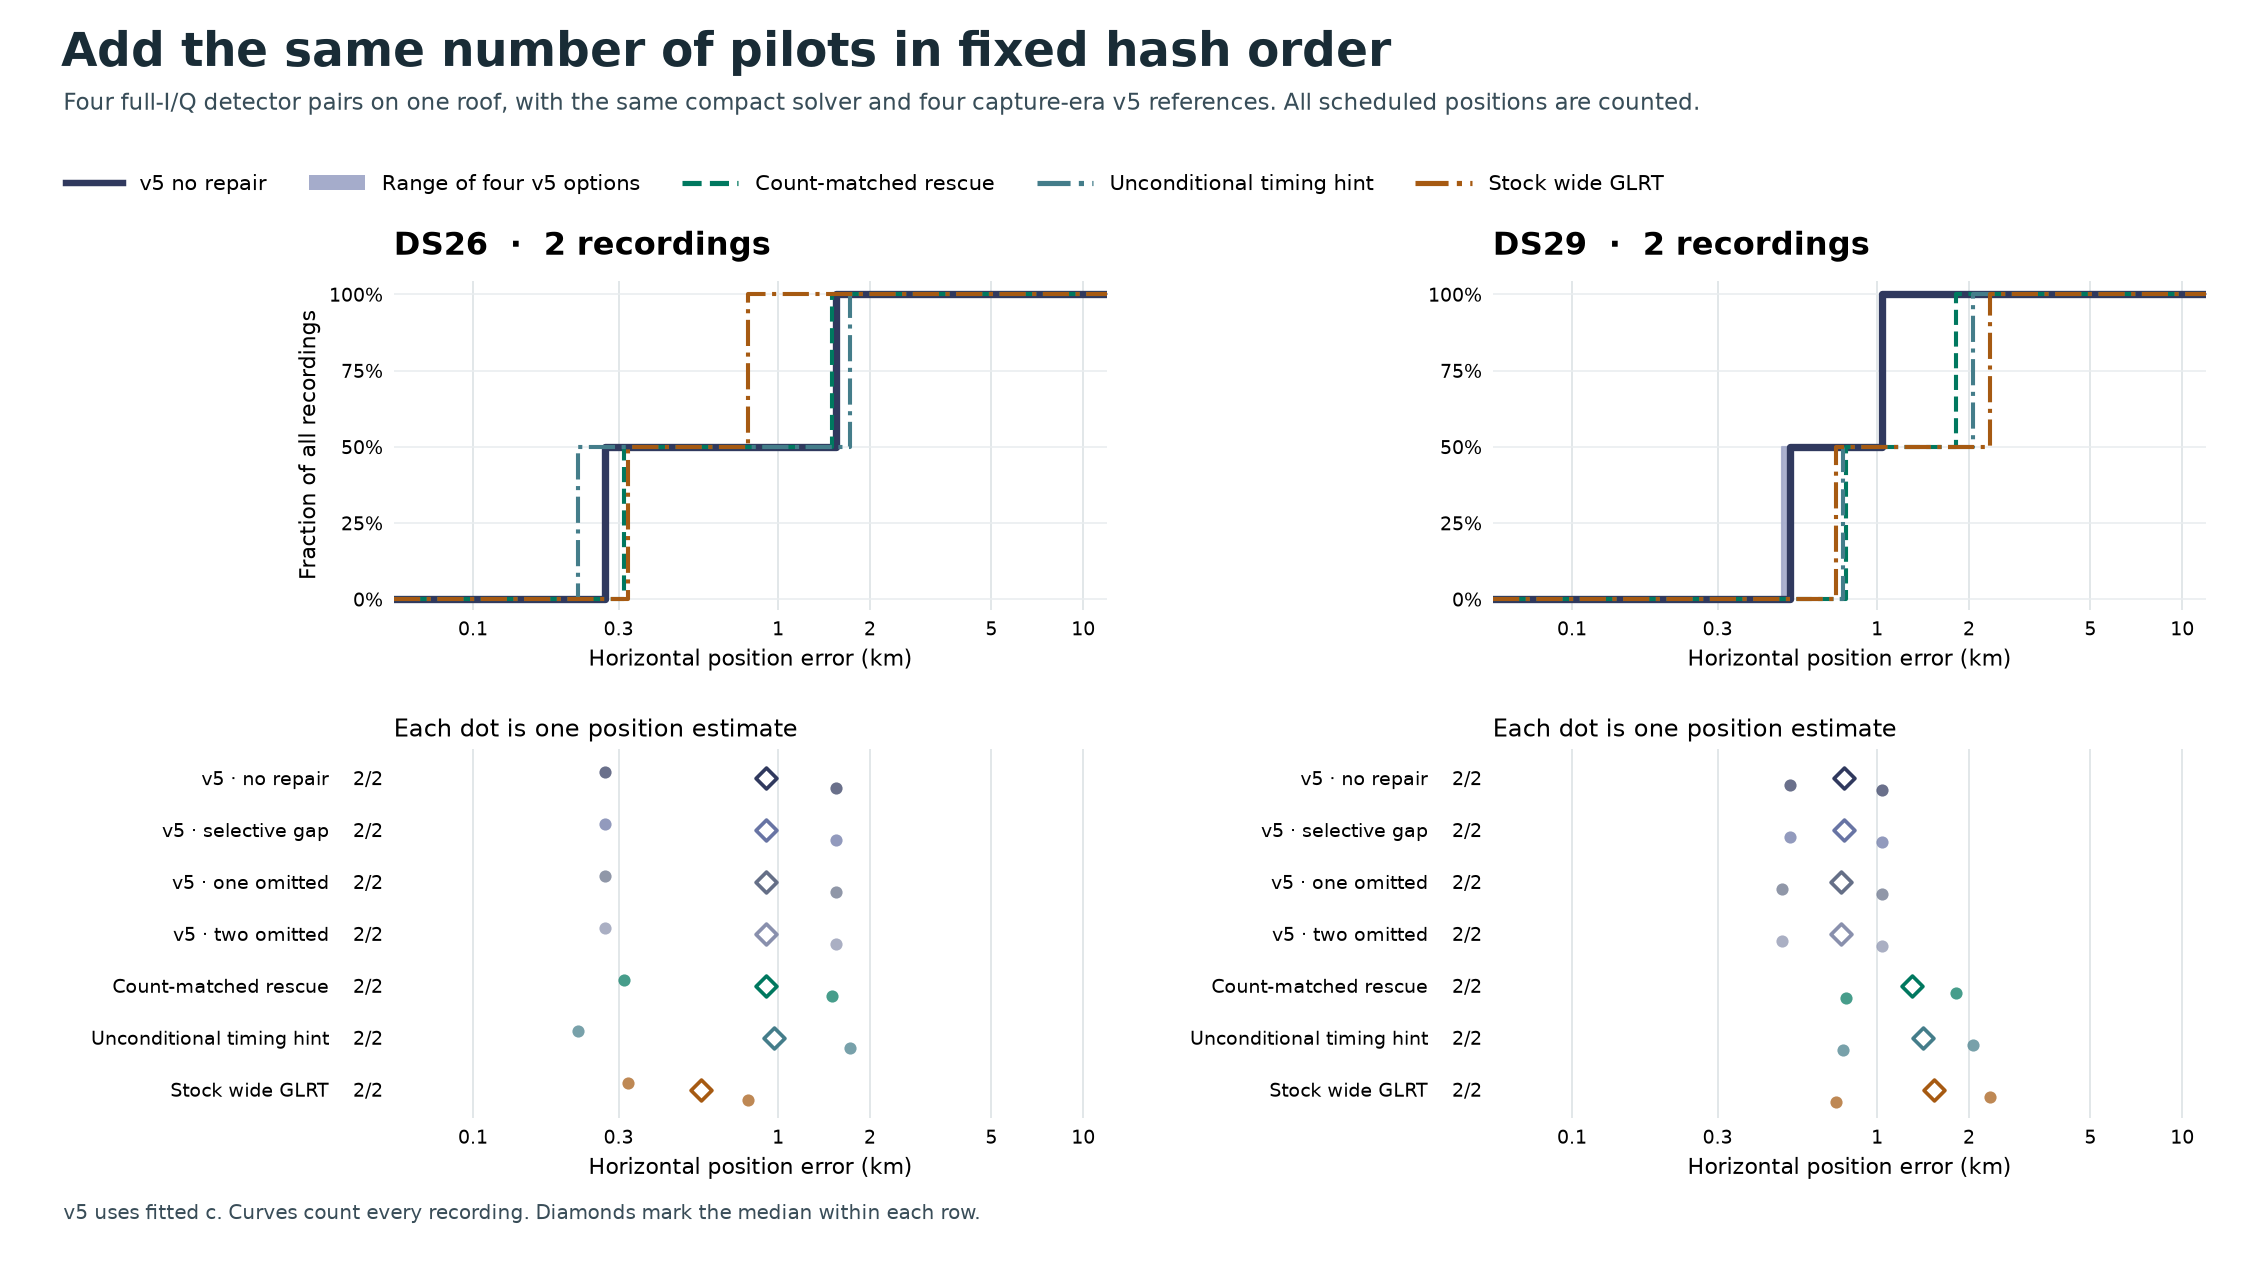 Add the same number of pilots in fixed hash order
Four full-I/Q detector pairs on one roof, with the same compact solver and four capture-era v5 references. All scheduled positions are counted.
v5 no repair
Range of four v5 options
Count-matched rescue
Unconditional timing hint
Stock wide GLRT
DS26 · 2 recordings
Fraction of all recordings
100%
75%
50%
25%
0%
0.1 0.3 1 2 5 10
Horizontal position error (km)
DS29 · 2 recordings
100%
75%
50%
25%
0%
0.1 0.3 1 2 5 10
Horizontal position error (km)
Each dot is one position estimate
v5 · no repair 2/2
v5 · selective gap 2/2
v5 · one omitted 2/2
v5 · two omitted 2/2
Count-matched rescue 2/2
Unconditional timing hint 2/2
Stock wide GLRT 2/2
0.1 0.3 1 2 5 10
Horizontal position error (km)
Each dot is one position estimate
v5 · no repair 2/2
v5 · selective gap 2/2
v5 · one omitted 2/2
v5 · two omitted 2/2
Count-matched rescue 2/2
Unconditional timing hint 2/2
Stock wide GLRT 2/2
0.1 0.3 1 2 5 10
Horizontal position error (km)
v5 uses fitted c. Curves count every recording. Diamonds mark the median within each row.